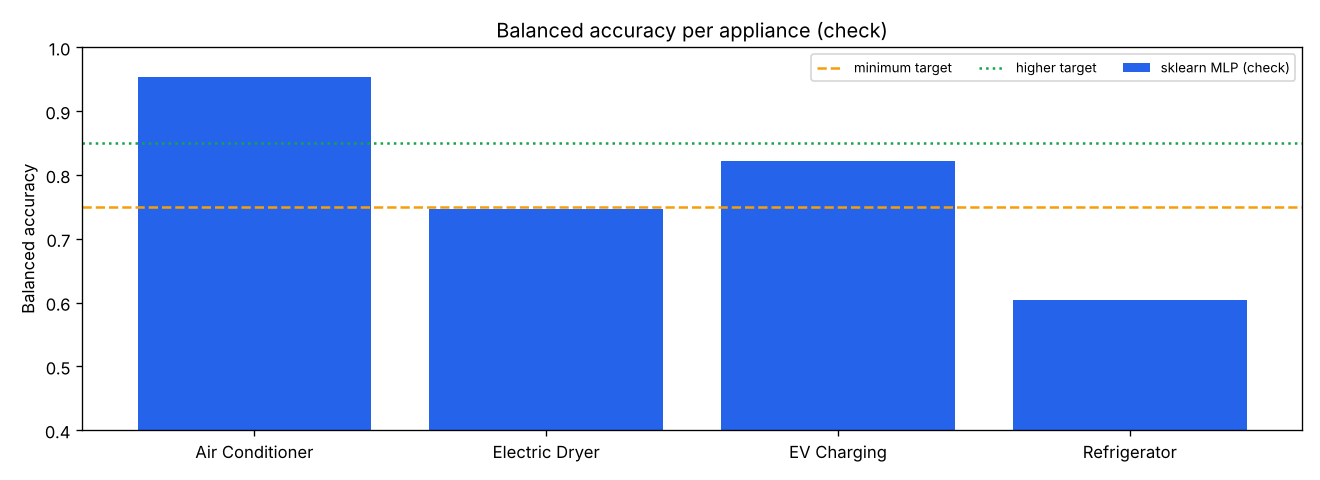 Balanced accuracy per appliance (check)
minimum target
higher target
sklearn MLP (check)
Balanced accuracy
1.0
0.9
0.8
0.7
0.6
0.5
0.4
Air Conditioner
Electric Dryer
EV Charging
Refrigerator